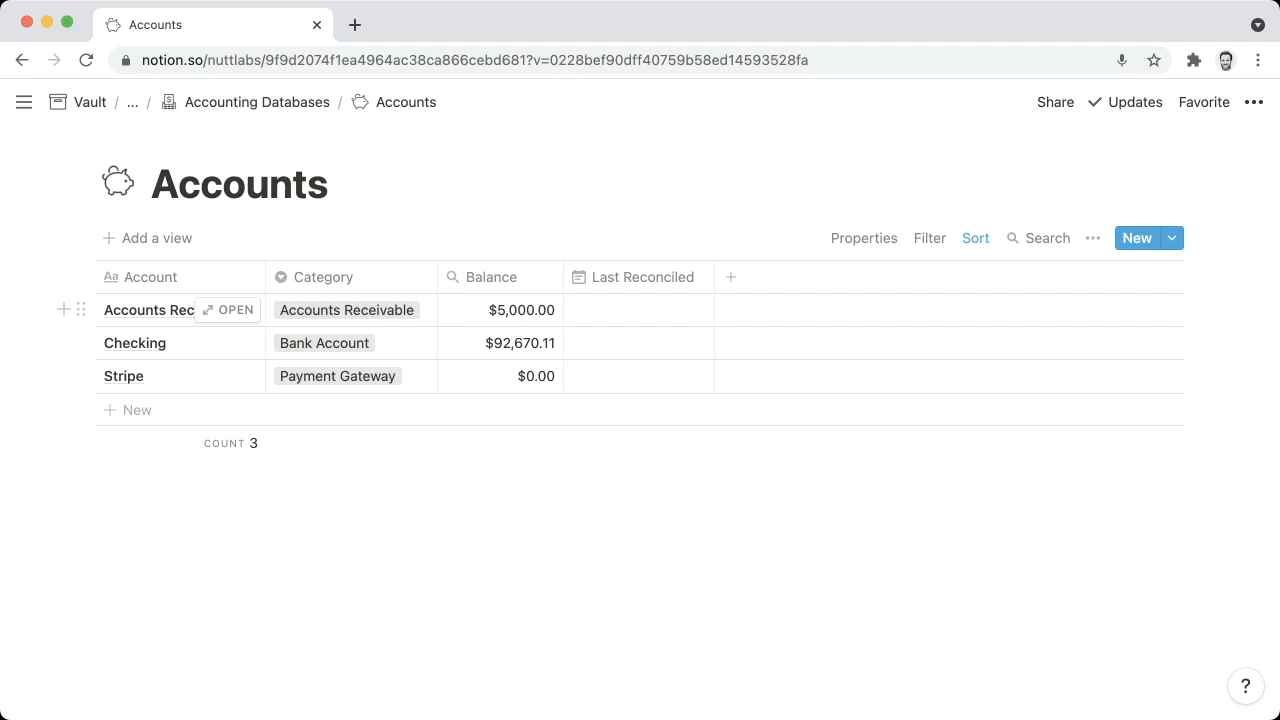 Accounts
notion.so/nuttlabs/9f9d2074f1ea4964ac38ca866cebd681?v=0228bef90dff40759b58ed14593528fa
Vault / ... / Accounting Databases / Accounts
Share Updates Favorite
Accounts
Add a view
Properties Filter Sort Search New
Aa Account Category Balance Last Reconciled
Accounts Rec OPEN Accounts Receivable $5,000.00
Checking Bank Account $92,670.11
Stripe Payment Gateway $0.00
New
COUNT 3
?